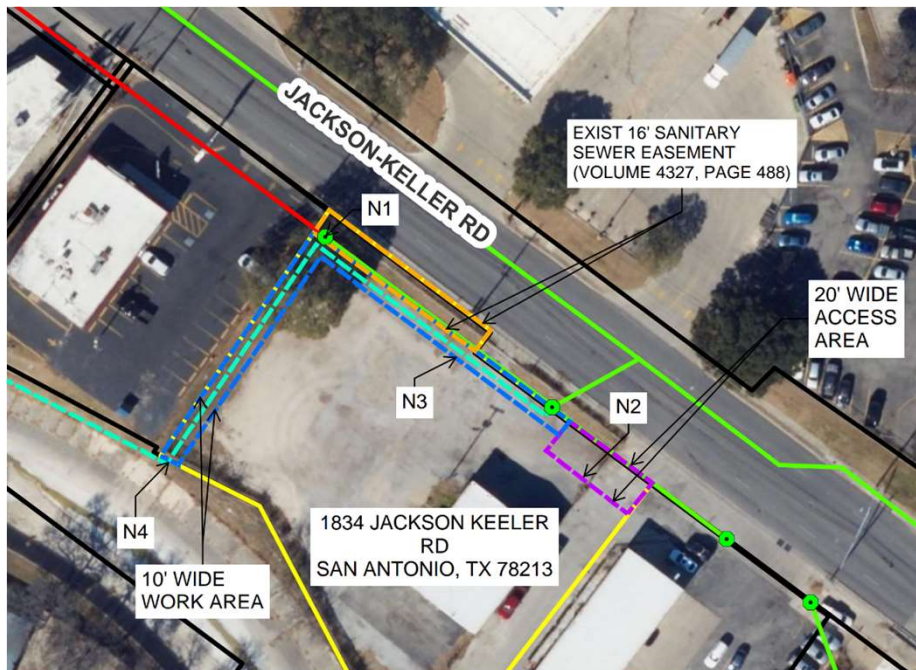 JACKSON-KELLER RD
EXIST 16' SANITARY
SEWER EASEMENT
(VOLUME 4327, PAGE 488)
N1
20' WIDE
ACCESS
AREA
N3
N2
N4
10' WIDE
WORK AREA
1834 JACKSON KEELER
RD
SAN ANTONIO, TX 78213